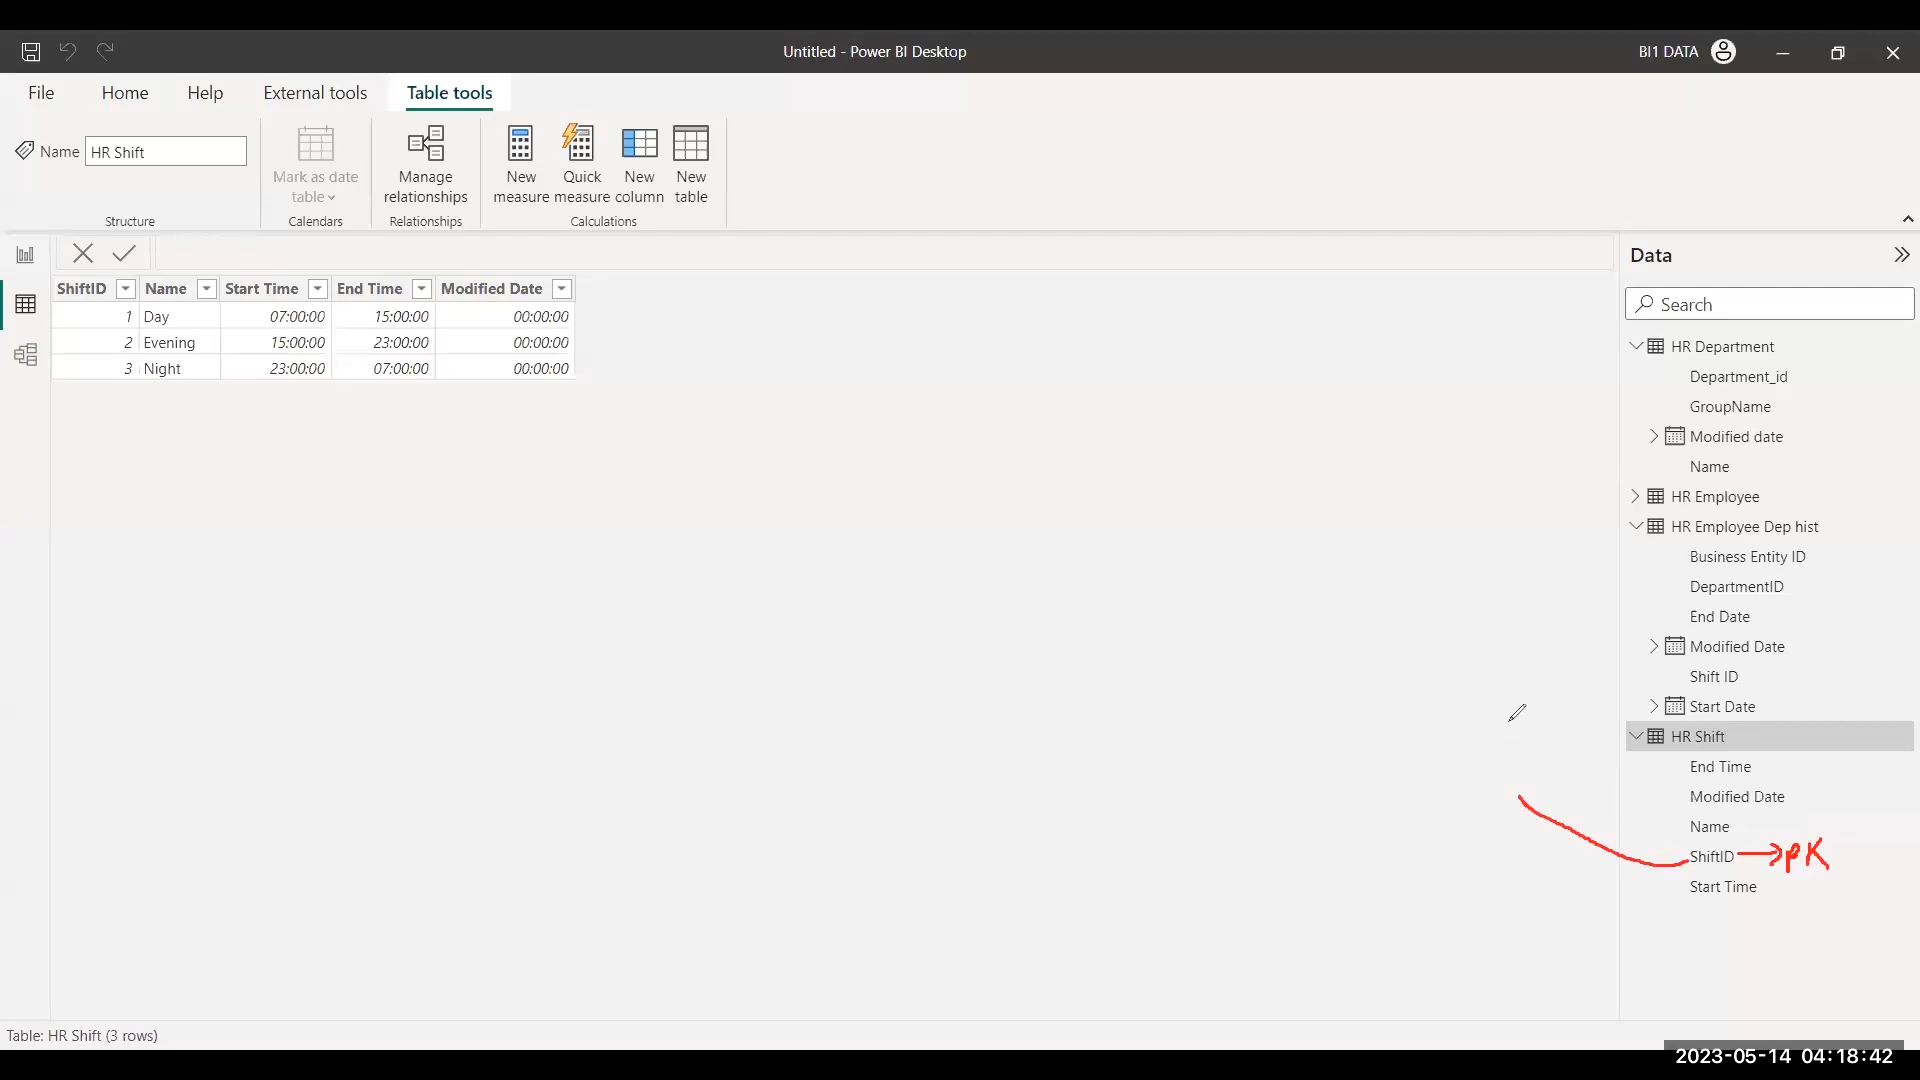 Untitled - Power BI Desktop
BI1 DATA
File Home Help External tools Table tools
Name HR Shift
Mark as date table
Manage relationships
New measure
Quick measure
New column
New table
Structure Calendars Relationships Calculations
Data
Search
ShiftID Name Start Time End Time Modified Date
1 Day 07:00:00 15:00:00 00:00:00
2 Evening 15:00:00 23:00:00 00:00:00
3 Night 23:00:00 07:00:00 00:00:00
HR Department
Department_id
GroupName
Modified date
Name
HR Employee
HR Employee Dep hist
Business Entity ID
DepartmentID
End Date
Modified Date
Shift ID
Start Date
HR Shift
End Time
Modified Date
Name
ShiftID → pK
Start Time
Table: HR Shift (3 rows)
2023-05-14 04:18:42